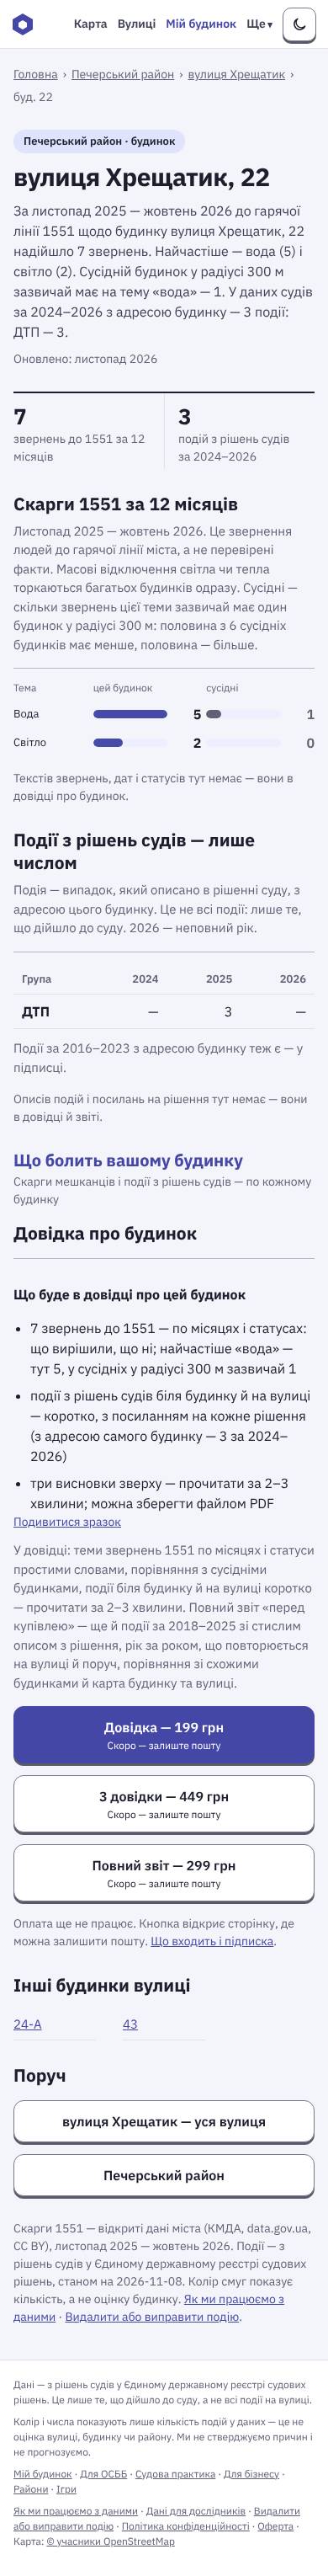 Карта Вулиці Мій будинок Ще ▾
Головна › Печерський район › вулиця Хрещатик ›
буд. 22
Печерський район · будинок
вулиця Хрещатик, 22
За листопад 2025 — жовтень 2026 до гарячої
лінії 1551 щодо будинку вулиця Хрещатик, 22
надійшло 7 звернень. Найчастіше — вода (5) і
світло (2). Сусідній будинок у радіусі 300 м
зазвичай має на тему «вода» — 1. У даних судів
за 2024–2026 з адресою будинку — 3 події:
ДТП — 3.
Оновлено: листопад 2026
7
звернень до 1551 за 12
місяців
3
подій з рішень судів
за 2024–2026
Скарги 1551 за 12 місяців
Листопад 2025 — жовтень 2026. Це звернення
людей до гарячої лінії міста, а не перевірені
факти. Масові відключення світла чи тепла
торкаються багатьох будинків одразу. Сусідні —
скільки звернень цієї теми зазвичай має один
будинок у радіусі 300 м: половина з 6 сусідніх
будинків має менше, половина — більше.
Тема цей будинок сусідні
Вода 5 1
Світло 2 0
Текстів звернень, дат і статусів тут немає — вони в
довідці про будинок.
Події з рішень судів — лише
числом
Подія — випадок, який описано в рішенні суду, з
адресою цього будинку. Це не всі події: лише те,
що дійшло до суду. 2026 — неповний рік.
Група 2024 2025 2026
ДТП — 3 —
Події за 2016–2023 з адресою будинку теж є — у
підписці.
Описів подій і посилань на рішення тут немає — вони
в довідці й звіті.
Що болить вашому будинку
Скарги мешканців і події з рішень судів — по кожному
будинку
Довідка про будинок
Що буде в довідці про цей будинок
• 7 звернень до 1551 — по місяцях і статусах:
що вирішили, що ні; найчастіше «вода» —
тут 5, у сусідніх у радіусі 300 м зазвичай 1
• події з рішень судів біля будинку й на вулиці
— коротко, з посиланням на кожне рішення
(з адресою самого будинку — 3 за 2024–
2026)
• три висновки зверху — прочитати за 2–3
хвилини; можна зберегти файлом PDF
Подивитися зразок
У довідці: теми звернень 1551 по місяцях і статуси
простими словами, порівняння з сусідніми
будинками, події біля будинку й на вулиці коротко
— прочитати за 2–3 хвилини. Повний звіт «перед
купівлею» — ще й події за 2018–2025 зі стислим
описом з рішення, рік за роком, що повторюється
на вулиці й поруч, порівняння зі схожими
будинками й карта будинку та вулиці.
Довідка — 199 грн
Скоро — залиште пошту
3 довідки — 449 грн
Скоро — залиште пошту
Повний звіт — 299 грн
Скоро — залиште пошту
Оплата ще не працює. Кнопка відкриє сторінку, де
можна залишити пошту. Що входить і підписка.
Інші будинки вулиці
24-А 43
Поруч
вулиця Хрещатик — уся вулиця
Печерський район
Скарги 1551 — відкриті дані міста (КМДА, data.gov.ua,
CC BY), листопад 2025 — жовтень 2026. Події — з
рішень судів у Єдиному державному реєстрі судових
рішень, станом на 2026-11-08. Колір смуг показує
кількість, а не оцінку будинку. Як ми працюємо з
даними · Видалити або виправити подію.
Дані — з рішень судів у Єдиному державному реєстрі судових
рішень. Це лише те, що дійшло до суду, а не всі події на вулиці.
Колір і числа показують лише кількість подій у даних — це не
оцінка вулиці, будинку чи району. Ми не стверджуємо причин і
не прогнозуємо.
Мій будинок · Для ОСББ · Судова практика · Для бізнесу ·
Райони · Ігри
Як ми працюємо з даними · Дані для дослідників · Видалити
або виправити подію · Політика конфіденційності · Оферта ·
Карта: © учасники OpenStreetMap